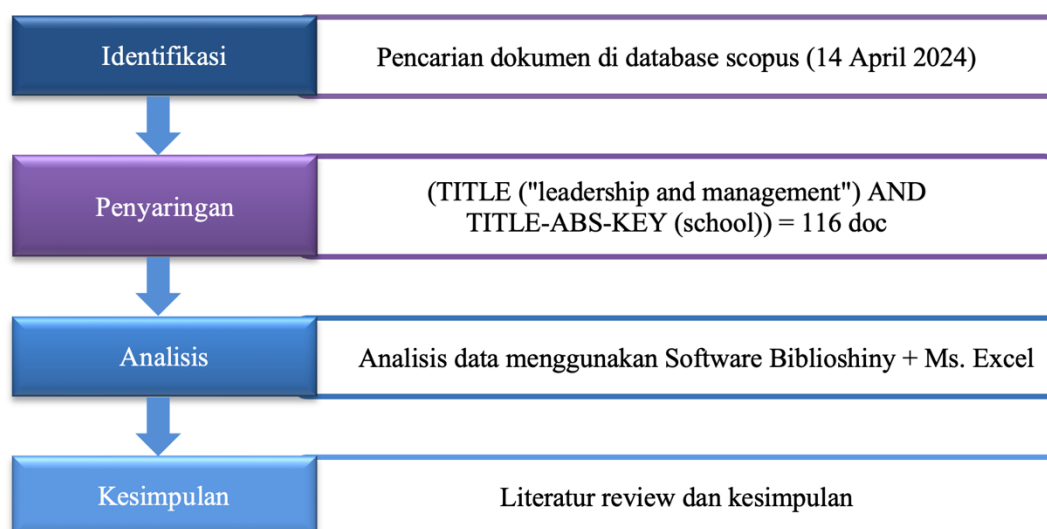 Identifikasi
Pencarian dokumen di database scopus (14 April 2024)
Penyaringan
(TITLE ("leadership and management") AND
TITLE-ABS-KEY (school)) = 116 doc
Analisis
Analisis data menggunakan Software Biblioshiny + Ms. Excel
Kesimpulan
Literatur review dan kesimpulan